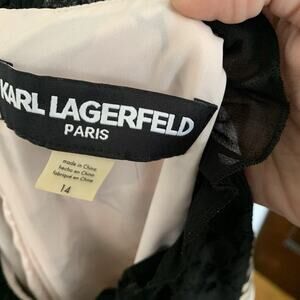 KARL LAGERFELD
PARIS
made in China
hecho en China
fabriqué en Chine
14